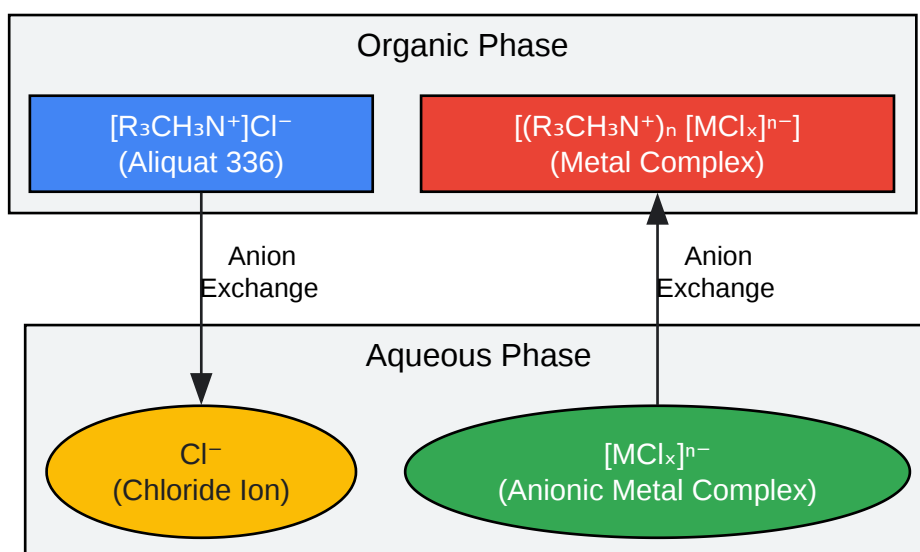 Organic Phase
[R₃CH₃N⁺]Cl⁻
(Aliquat 336)
[(R₃CH₃N⁺)ₙ [MClₓ]ⁿ⁻]
(Metal Complex)
Anion
Exchange
Anion
Exchange
Aqueous Phase
Cl⁻
(Chloride Ion)
[MClₓ]ⁿ⁻
(Anionic Metal Complex)